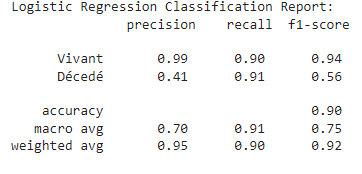 Logistic Regression Classification Report:
precision recall f1-score
Vivant 0.99 0.90 0.94
Décedé 0.41 0.91 0.56
accuracy 0.90
macro avg 0.70 0.91 0.75
weighted avg 0.95 0.90 0.92